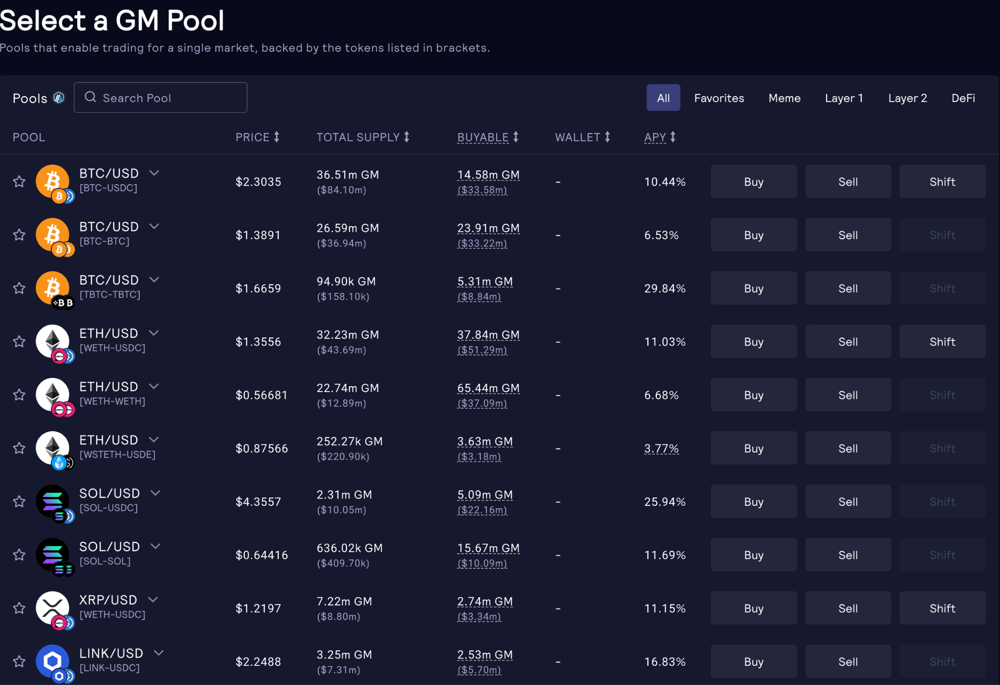 Select a GM Pool
Pools that enable trading for a single market, backed by the tokens listed in brackets.
Pools Search Pool All Favorites Meme Layer 1 Layer 2 DeFi
POOL PRICE TOTAL SUPPLY BUYABLE WALLET APY
BTC/USD $2.3035 36.51m GM 14.58m GM - 10.44% Buy Sell Shift
[BTC-USDC] ($84.10m) ($33.58m)
BTC/USD $1.3891 26.59m GM 23.91m GM - 6.53% Buy Sell Shift
[BTC-BTC] ($36.94m) ($33.22m)
BTC/USD $1.6659 94.90k GM 5.31m GM - 29.84% Buy Sell Shift
[TBTC-TBTC] ($158.10k) ($8.84m)
ETH/USD $1.3556 32.23m GM 37.84m GM - 11.03% Buy Sell Shift
[WETH-USDC] ($43.69m) ($51.29m)
ETH/USD $0.56681 22.74m GM 65.44m GM - 6.68% Buy Sell Shift
[WETH-WETH] ($12.89m) ($37.09m)
ETH/USD $0.87566 252.27k GM 3.63m GM - 3.77% Buy Sell Shift
[WSTETH-USDE] ($220.90k) ($3.18m)
SOL/USD $4.3557 2.31m GM 5.09m GM - 25.94% Buy Sell Shift
[SOL-USDC] ($10.05m) ($22.16m)
SOL/USD $0.64416 636.02k GM 15.67m GM - 11.69% Buy Sell Shift
[SOL-SOL] ($409.70k) ($10.09m)
XRP/USD $1.2197 7.22m GM 2.74m GM - 11.15% Buy Sell Shift
[WETH-USDC] ($8.80m) ($3.34m)
LINK/USD $2.2488 3.25m GM 2.53m GM - 16.83% Buy Sell Shift
[LINK-USDC] ($7.31m) ($5.70m)